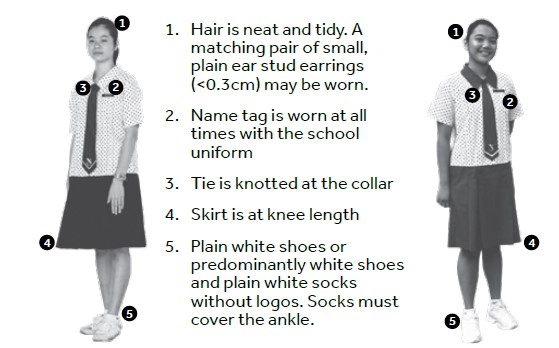 1. Hair is neat and tidy. A
matching pair of small,
plain ear stud earrings
(<0.3cm) may be worn.
2. Name tag is worn at all
times with the school
uniform
3. Tie is knotted at the collar
4. Skirt is at knee length
5. Plain white shoes or
predominantly white shoes
and plain white socks
without logos. Socks must
cover the ankle.
1
3 2
4
5
1
3 2
4
5